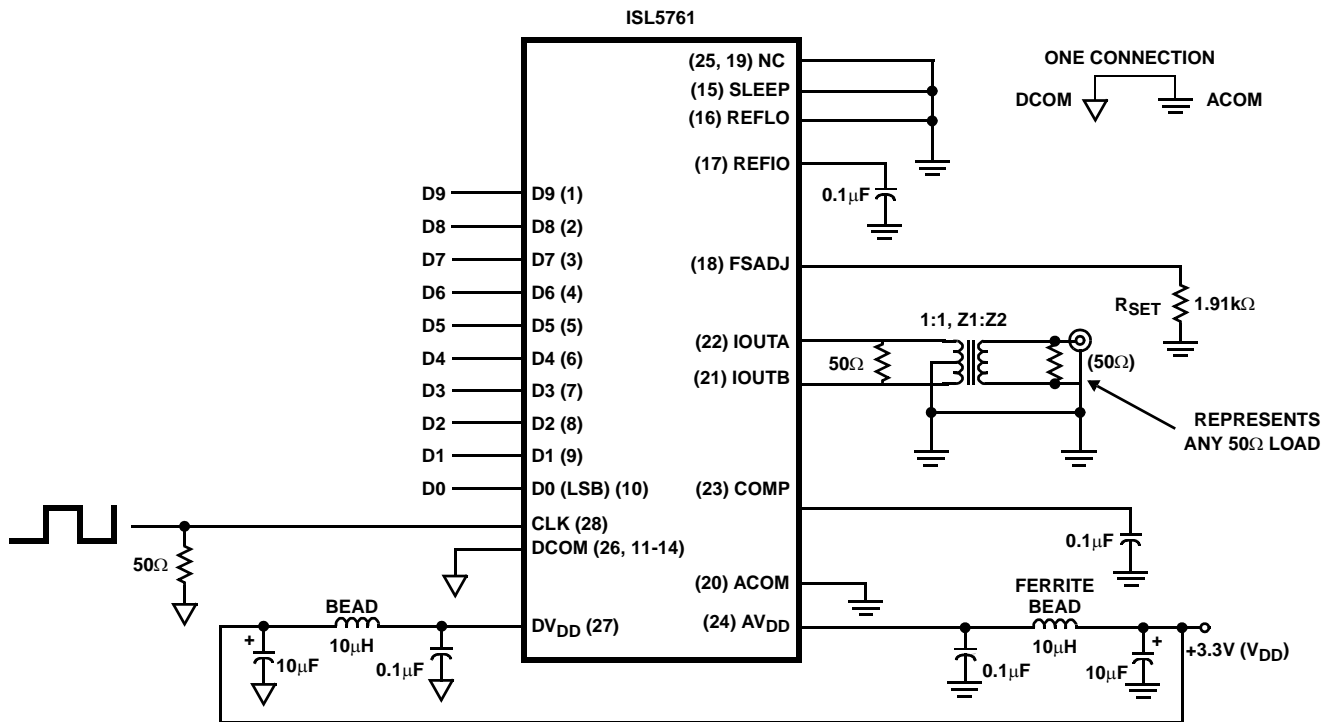 ISL5761
(25, 19) NC
(15) SLEEP
(16) REFLO
(17) REFIO
0.1μF
ONE CONNECTION
DCOM
ACOM
D9
D9 (1)
D8
D8 (2)
D7
D7 (3)
D6
D6 (4)
D5
D5 (5)
D4
D4 (6)
D3
D3 (7)
D2
D2 (8)
D1
D1 (9)
D0
D0 (LSB) (10)
CLK (28)
50Ω
DCOM (26, 11-14)
BEAD
+
10μF
10μH
0.1μF
DVDD (27)
(18) FSADJ
RSET
1.91kΩ
1:1, Z1:Z2
(22) IOUTA
50Ω
(50Ω)
(21) IOUTB
REPRESENTS
ANY 50Ω LOAD
(23) COMP
0.1μF
(20) ACOM
FERRITE
BEAD
(24) AVDD
10μH
+
0.1μF
10μF
+3.3V (VDD)